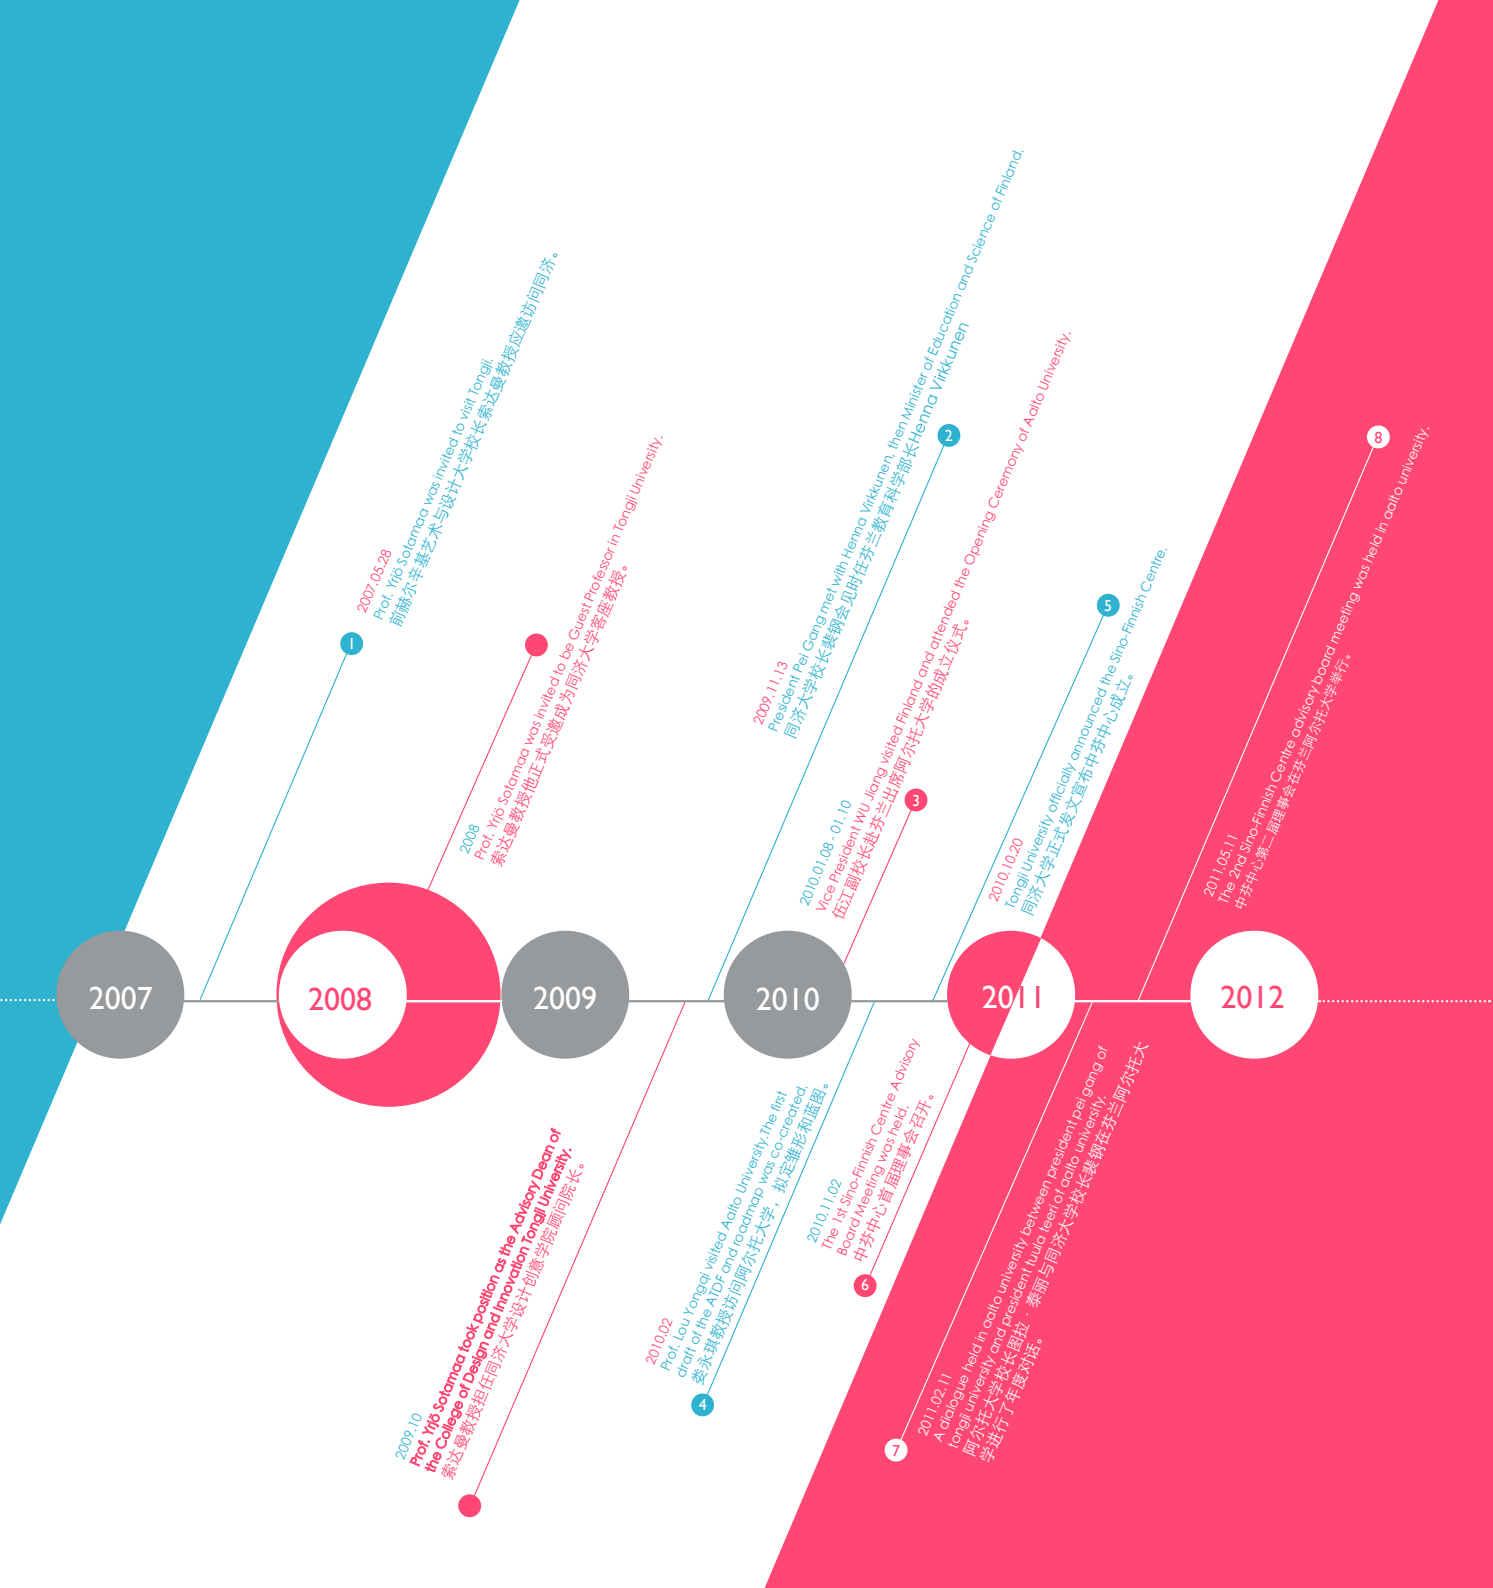 2007.05.28
Prof. Yrjö Sotamaa was invited to visit Tongji.
前赫尔辛基艺术与设计大学校长索达曼教授应邀访问同济。
1
2008
Prof. Yrjö Sotamaa was invited to be Guest Professor in Tongji University.
索达曼教授他正式受邀成为同济大学客座教授。
2009.11.13
President Pei Gang met with Henna Virkkunen, then Minister of Education and Science of Finland.
同济大学校长裴钢会见时任芬兰教育科学部长Henna Virkkunen
2
2010.01.08 - 01.10
Vice President Wu Jiang visited Finland and attended the Opening Ceremony of Aalto University.
伍江副校长赴芬兰出席阿尔托大学的成立仪式。
3
2010.10.20
Tongji University officially announced the Sino-Finnish Centre.
同济大学正式发文宣布中芬中心成立。
5
2011.05.11
The 2nd Sino-Finnish Centre advisory board meeting was held in aalto university.
中芬中心第二届理事会在芬兰阿尔托大学举行。
8
2007
2008
2009
2010
2011
2012
2009.10
Prof. Yrjö Sotamaa took position as the Advisory Dean of
the College of Design and Innovation Tongji University.
索达曼教授担任同济大学设计创意学院顾问院长。
2010.02
Prof. Lou Yongqi visited Aalto University.The first
draft of the ATDF and roadmap was co-created.
娄永琪教授访问阿尔托大学，拟定雏形和蓝图。
4
2010.11.02
The 1st Sino-Finnish Centre Advisory
Board Meeting was held.
中芬中心首届理事会召开。
6
2011.02.11
A dialogue held in aalto university between president pei gang of
tongji university and president tuula teeri of aalto university.
阿尔托大学校长图拉 · 泰丽与同济大学校长裴钢在芬兰阿尔托大
学进行了年度对话。
7